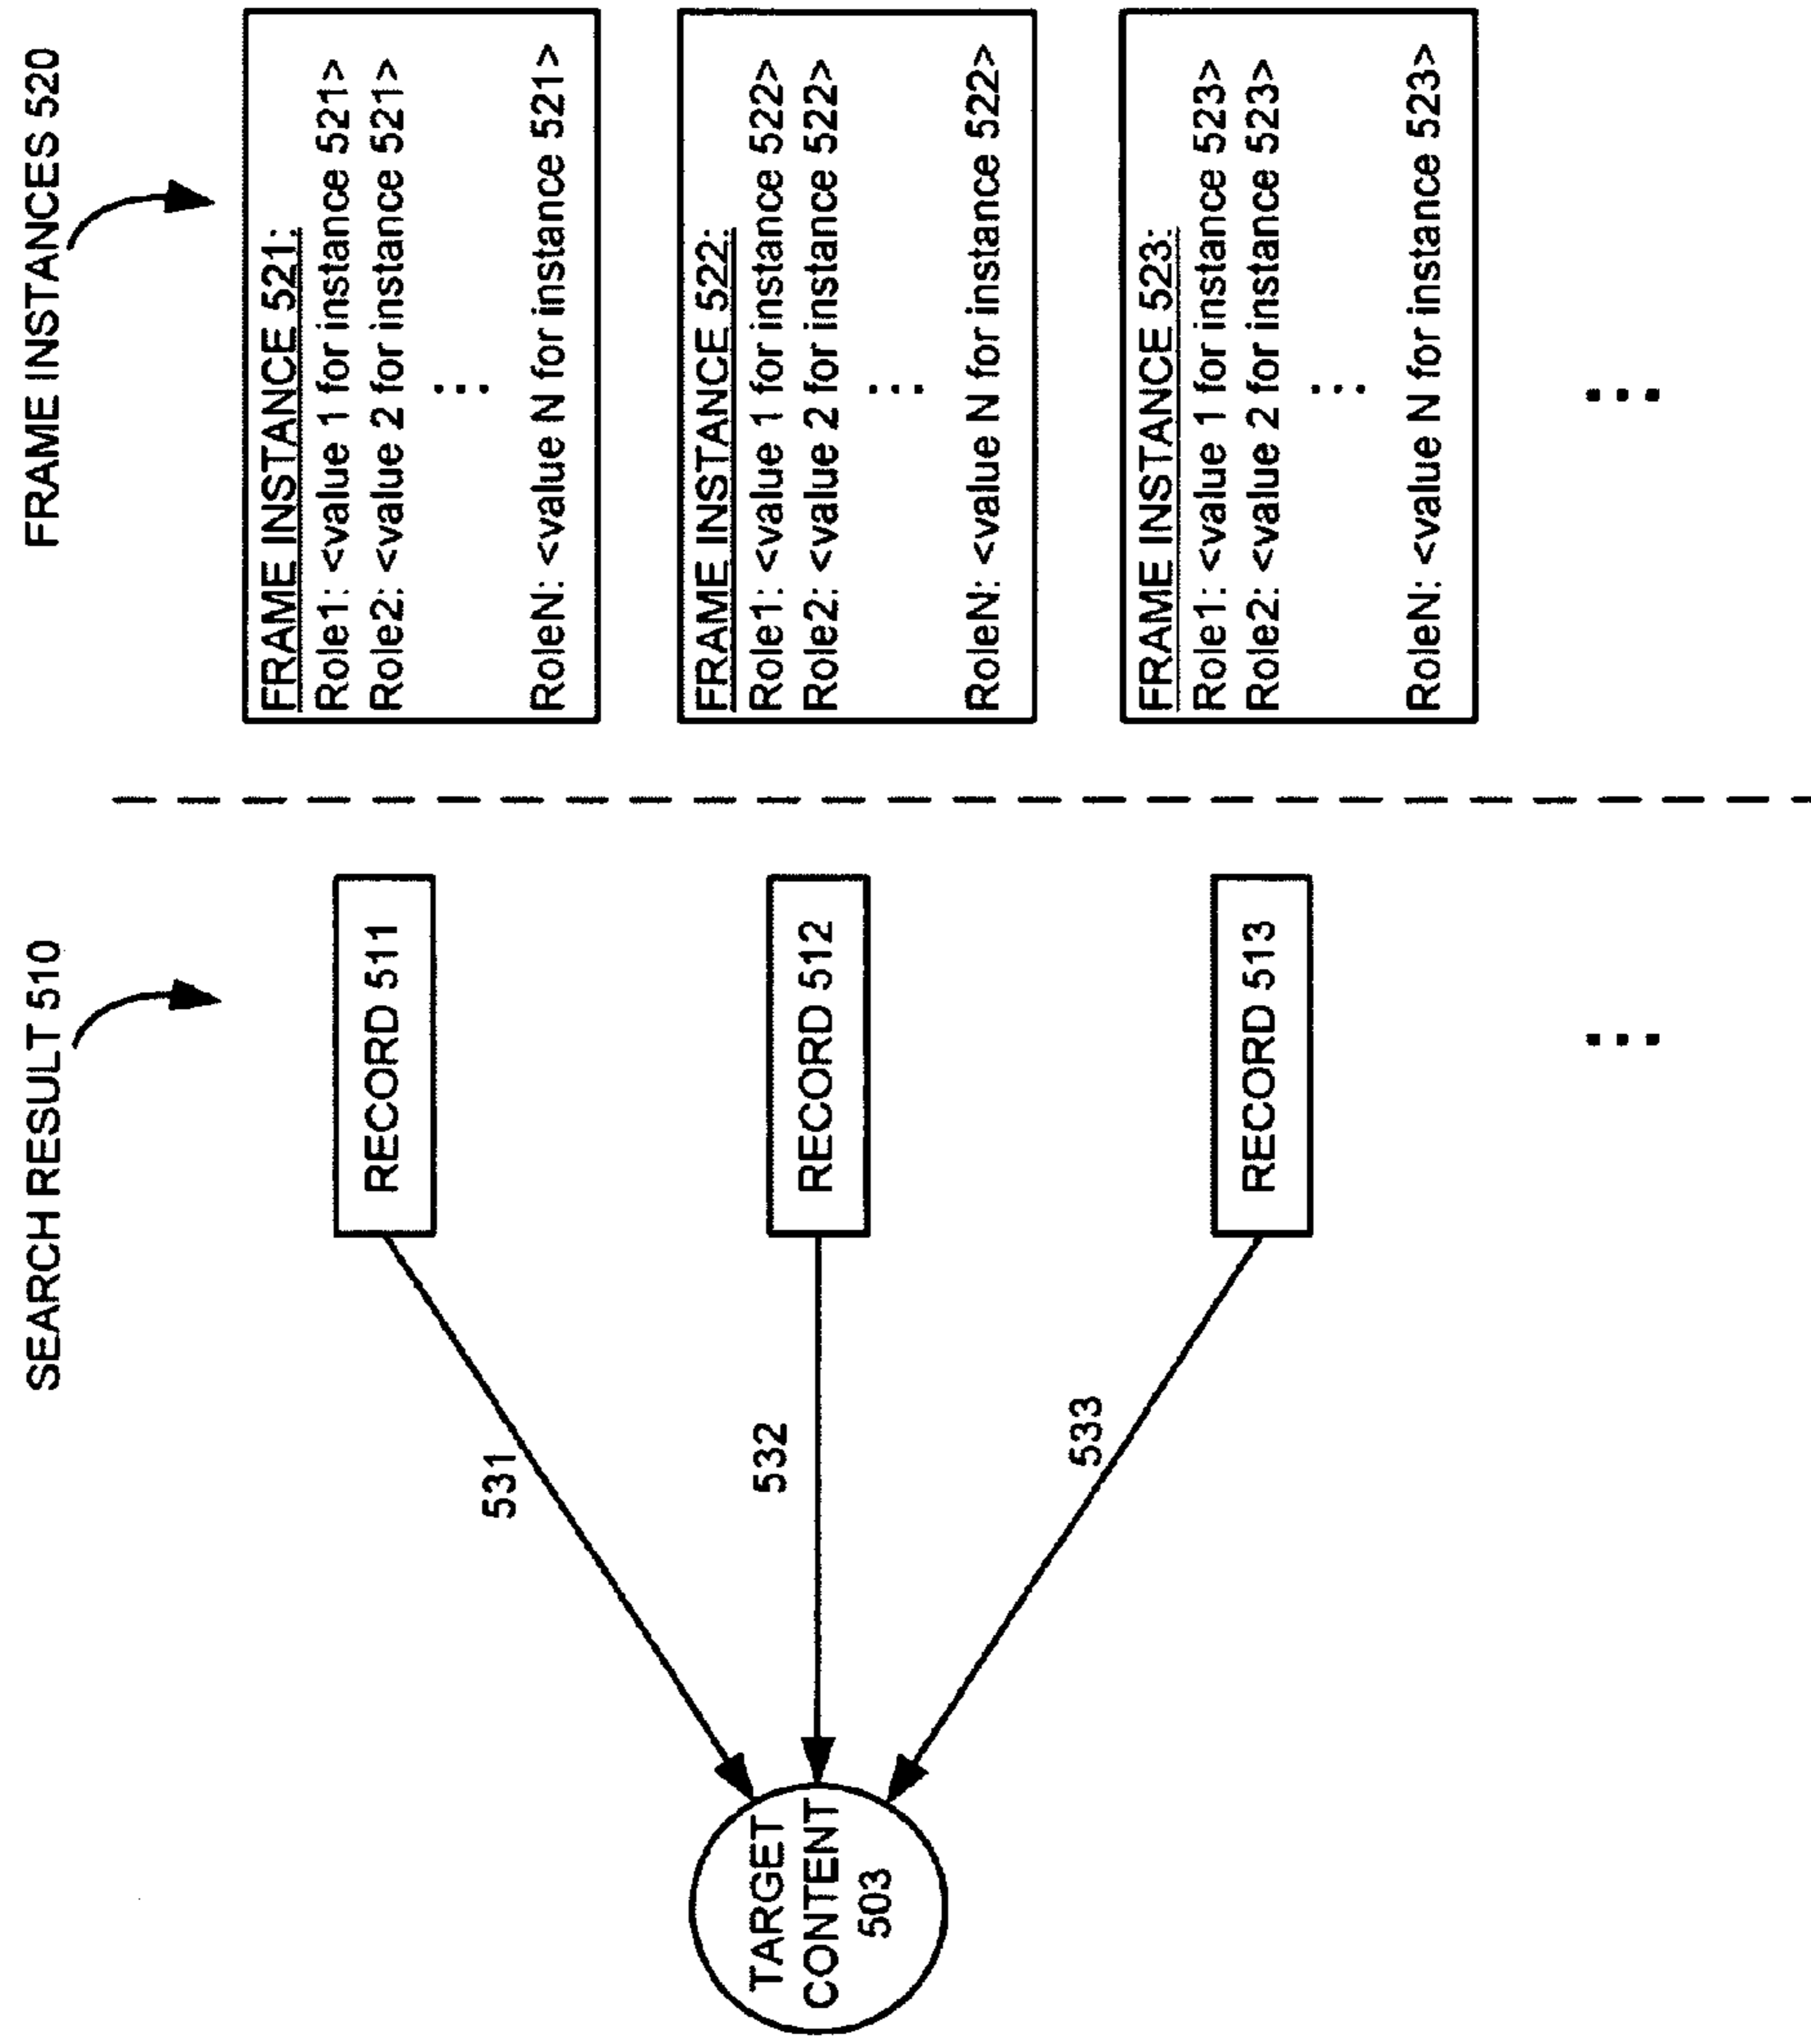 SEARCH RESULT 510
FRAME INSTANCES 520
TARGET
CONTENT
503
531
532
533
RECORD 511
RECORD 512
RECORD 513
...
FRAME INSTANCE 521:
Role1: <value 1 for instance 521>
Role2: <value 2 for instance 521>
...
RoleN: <value N for instance 521>
FRAME INSTANCE 522:
Role1: <value 1 for instance 522>
Role2: <value 2 for instance 522>
...
RoleN: <value N for instance 522>
FRAME INSTANCE 523:
Role1: <value 1 for instance 523>
Role2: <value 2 for instance 523>
...
RoleN: <value N for instance 523>
...